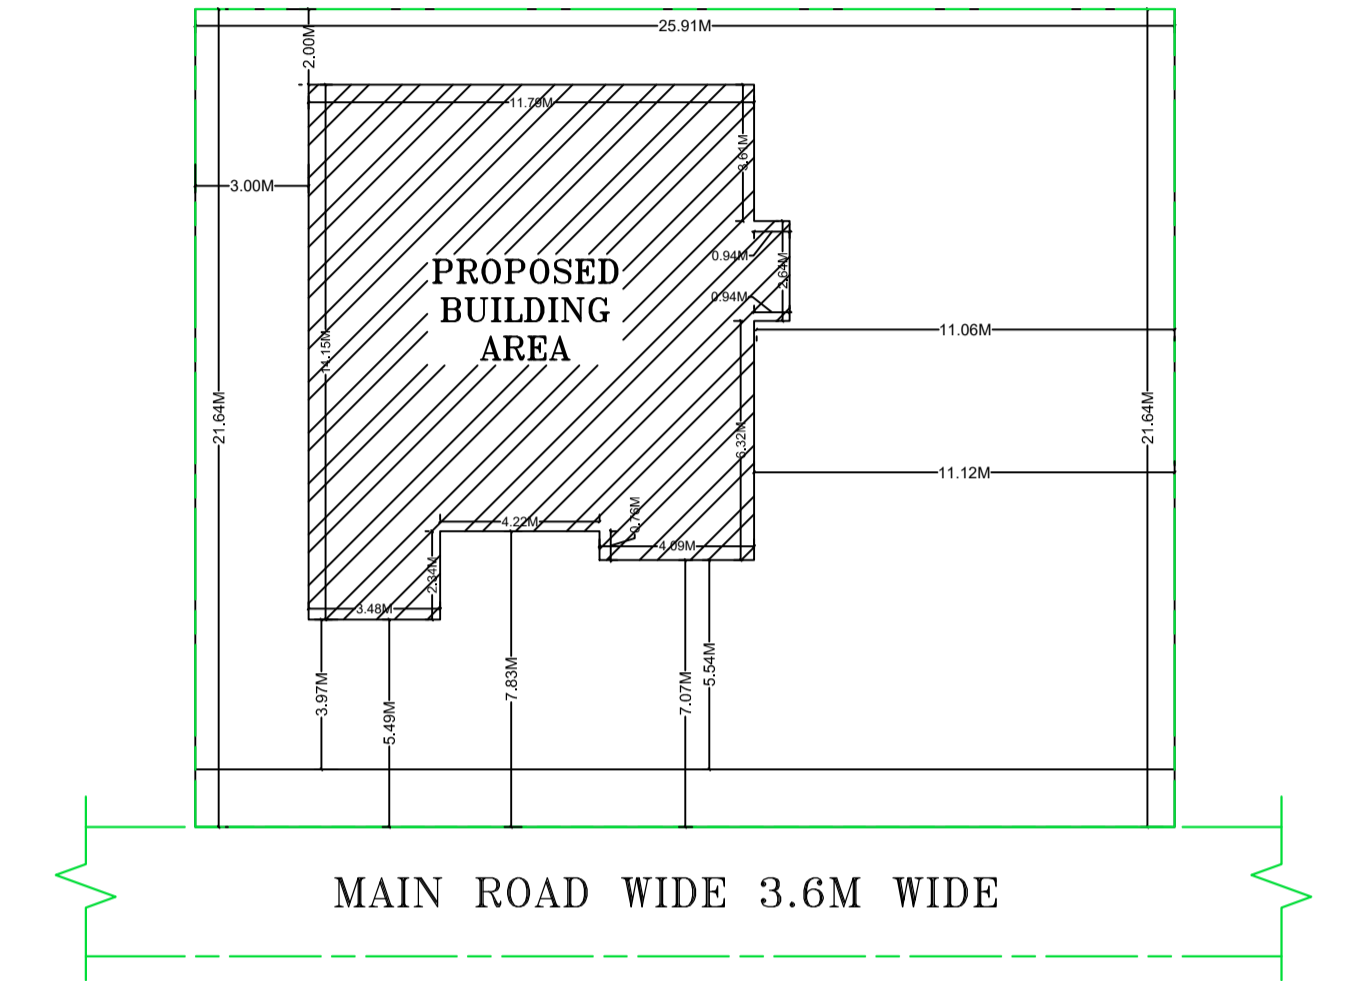 25.91M
2.00M
11.79M
3.61M
3.00M
0.94M
2.64M
0.94M
PROPOSED
BUILDING
AREA
11.06M
14.15M
21.64M
21.64M
6.32M
11.12M
0.76M
4.22M
4.09M
2.34M
3.48M
3.97M
5.49M
7.83M
7.07M
5.54M
MAIN ROAD WIDE 3.6M WIDE